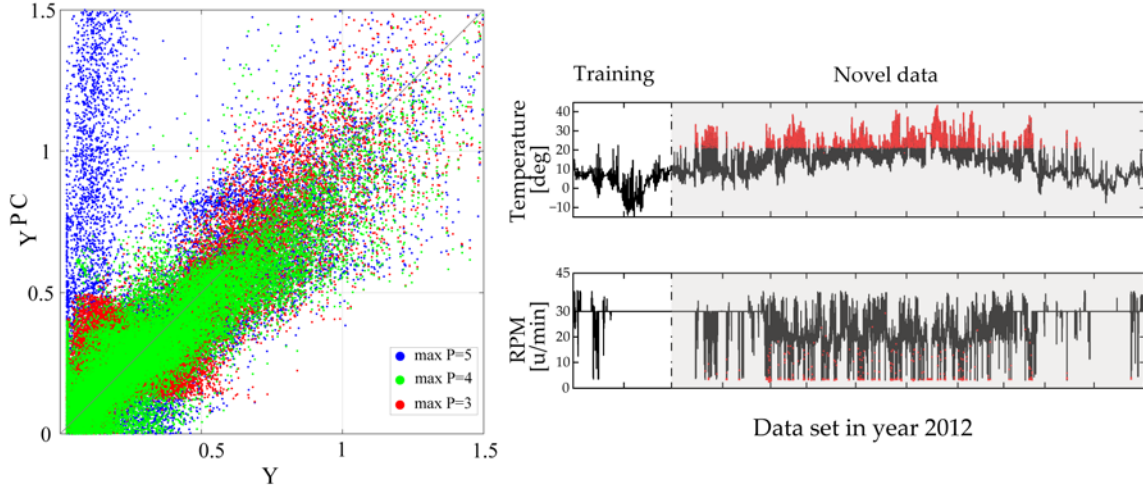 1.5
1
Y^PC
0.5
0
0.5
1
1.5
Y
max P=5
max P=4
max P=3
Training
Novel data
Temperature
[deg]
40
30
20
10
0
−10
RPM
[u/min]
45
40
30
20
10
0
Data set in year 2012